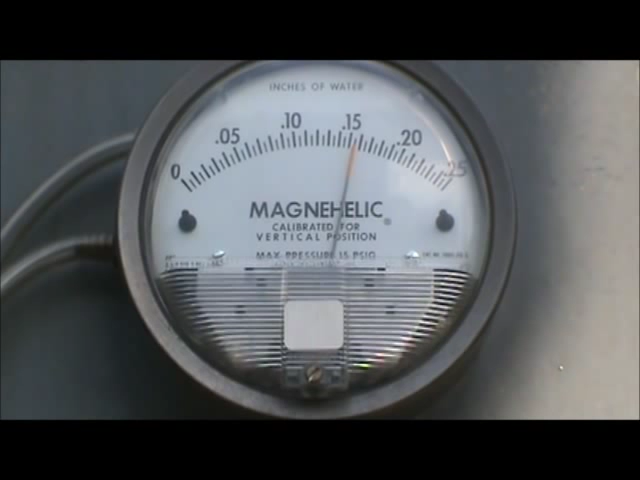 INCHES OF WATER
0 .05 .10 .15 .20 .25
MAGNEHELIC
®
CALIBRATED FOR
VERTICAL POSITION
MAX. PRESSURE 15 PSIG